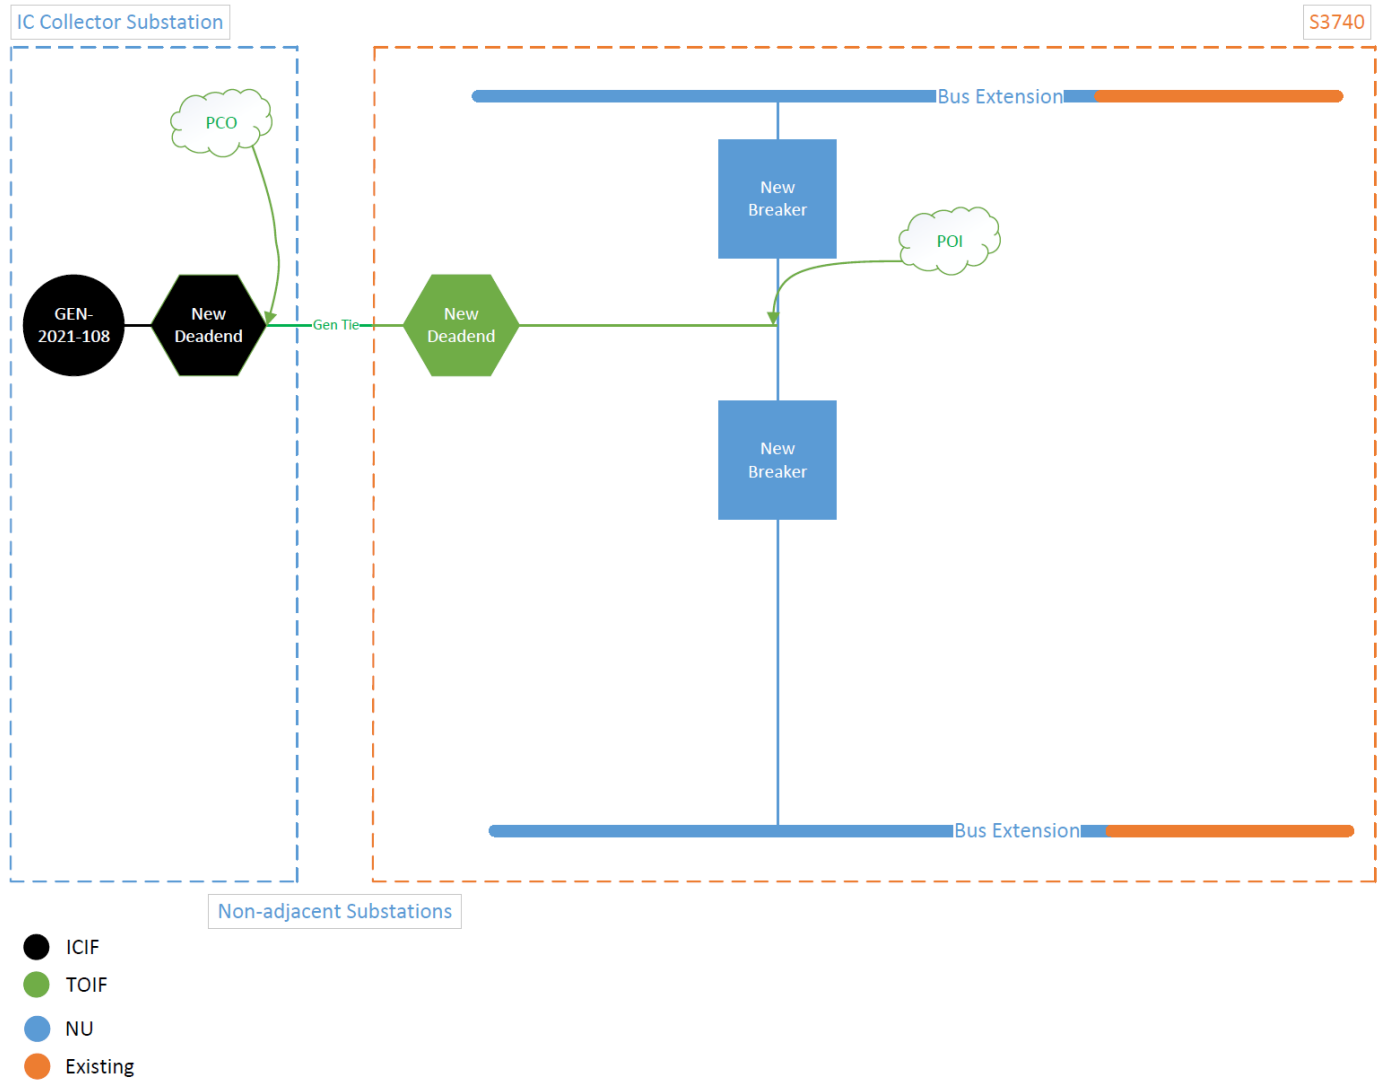 IC Collector Substation
S3740
Bus Extension
PCO
New
Breaker
POI
GEN-
2021-108
New
Deadend
Gen Tie
New
Deadend
New
Breaker
Bus Extension
Non-adjacent Substations
ICIF
TOIF
NU
Existing